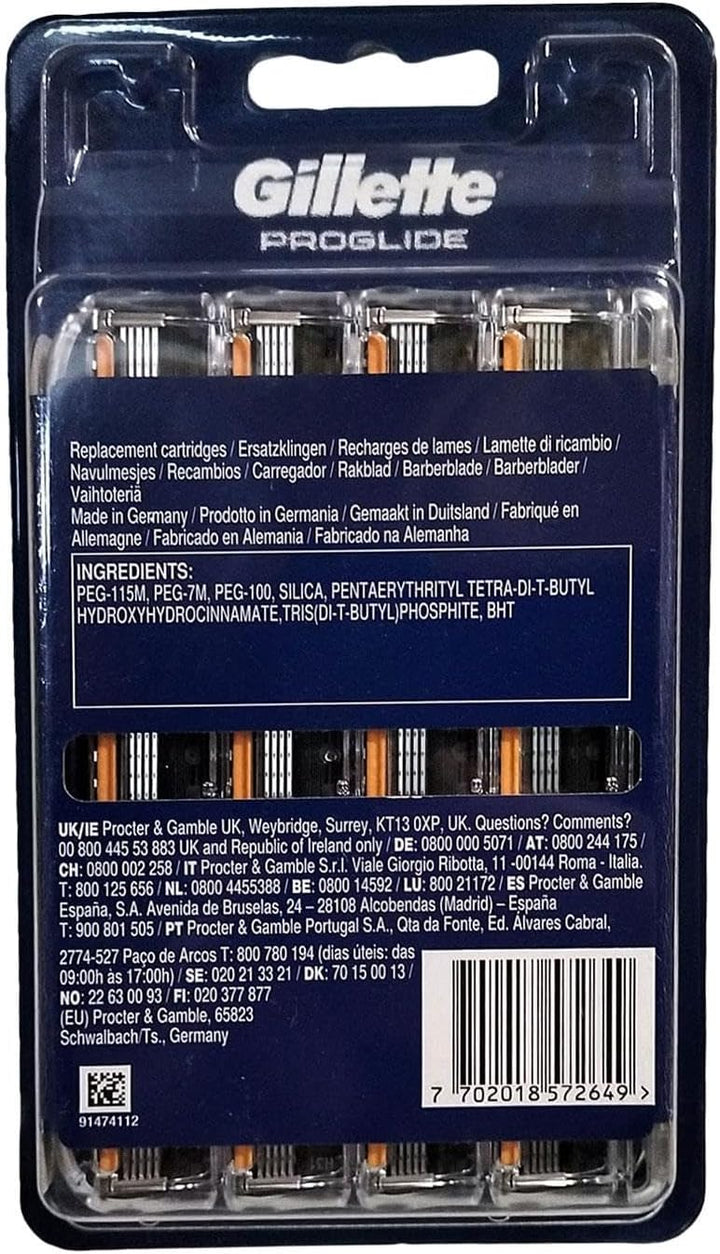 Gillette
PROGLIDE
Replacement cartridges / Ersatzklingen / Recharges de lames / Lamette di ricambio /
Navulmesjes / Recambios / Carregador / Rakblad / Barberblade / Barberblader /
Vaihtoteriä
Made in Germany / Prodotto in Germania / Gemaakt in Duitsland / Fabriqué en
Allemagne / Fabricado en Alemania / Fabricado na Alemanha
INGREDIENTS:
PEG-115M, PEG-7M, PEG-100, SILICA, PENTAERYTHRITYL TETRA-DI-T-BUTYL
HYDROXYHYDROCINNAMATE,TRIS(DI-T-BUTYL)PHOSPHITE, BHT
UK/IE Procter & Gamble UK, Weybridge, Surrey, KT13 0XP, UK. Questions? Comments?
00 800 445 53 883 UK and Republic of Ireland only / DE: 0800 000 5071 / AT: 0800 244 175 /
CH: 0800 002 258 / IT Procter & Gamble S.r.l. Viale Giorgio Ribotta, 11 -00144 Roma - Italia.
T: 800 125 656 / NL: 0800 4455388 / BE: 0800 14592 / LU: 800 21172 / ES Procter & Gamble
España, S.A. Avenida de Bruselas, 24 – 28108 Alcobendas (Madrid) – España
T: 900 801 505 / PT Procter & Gamble Portugal S.A., Qta da Fonte, Ed. Álvares Cabral,
2774-527 Paço de Arcos T: 800 780 194 (dias úteis: das
09:00h às 17:00h) / SE: 020 21 33 21 / DK: 70 15 00 13 /
NO: 22 63 00 93 / FI: 020 377 877
(EU) Procter & Gamble, 65823
Schwalbach/Ts., Germany
91474112
7 702018 572649 >